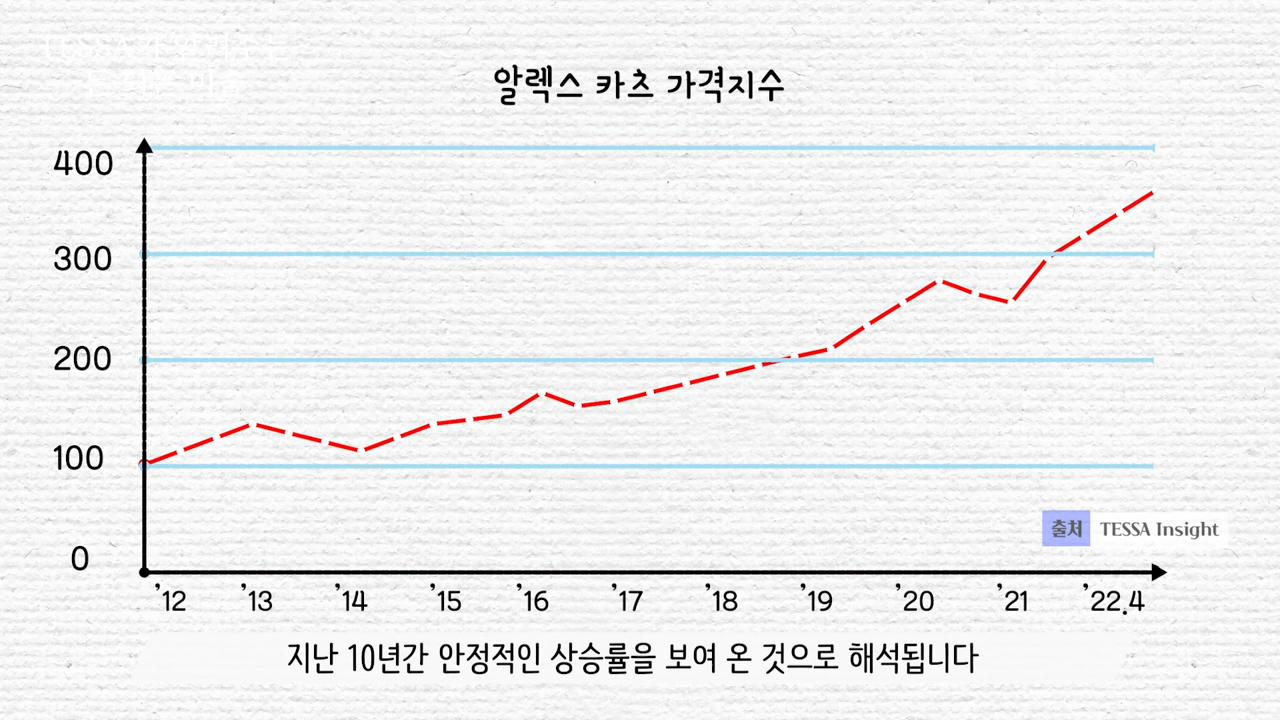 알렉스 카츠 가격지수
400
300
200
100
0
'12 '13 '14 '15 '16 '17 '18 '19 '20 '21 '22.4
출처 TESSA Insight
지난 10년간 안정적인 상승률을 보여 온 것으로 해석됩니다